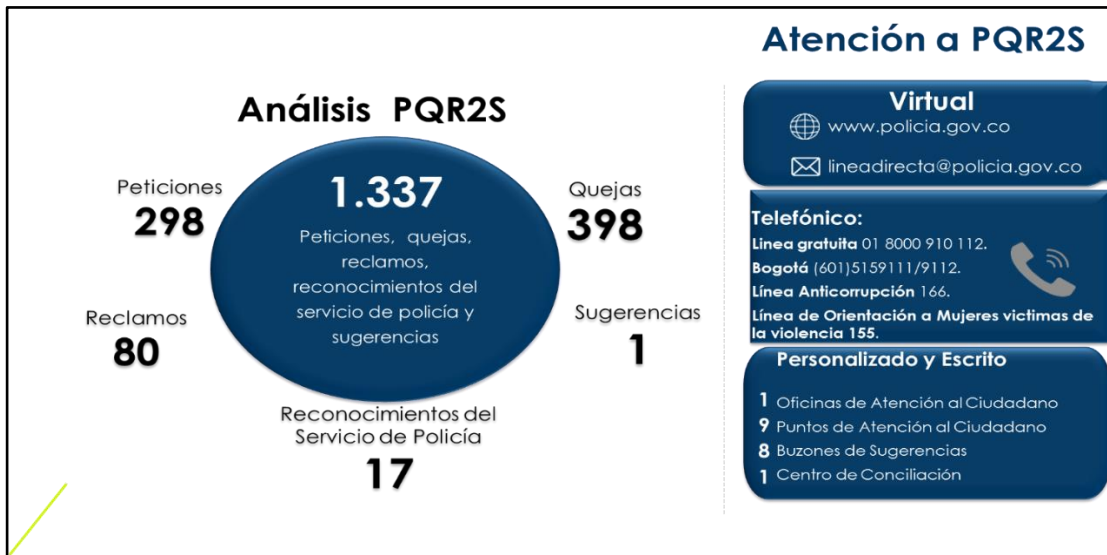 Análisis PQR2S
Peticiones
298
1.337
Peticiones, quejas,
reclamos,
reconocimientos del
servicio de policía y
sugerencias
Quejas
398
Reclamos
80
Sugerencias
1
Reconocimientos del
Servicio de Policía
17
Atención a PQR2S
Virtual
www.policia.gov.co
lineadirecta@policia.gov.co
Telefónico:
Linea gratuita 01 8000 910 112.
Bogotá (601)5159111/9112.
Línea Anticorrupción 166.
Línea de Orientación a Mujeres victimas de
la violencia 155.
Personalizado y Escrito
1 Oficinas de Atención al Ciudadano
9 Puntos de Atención al Ciudadano
8 Buzones de Sugerencias
1 Centro de Conciliación